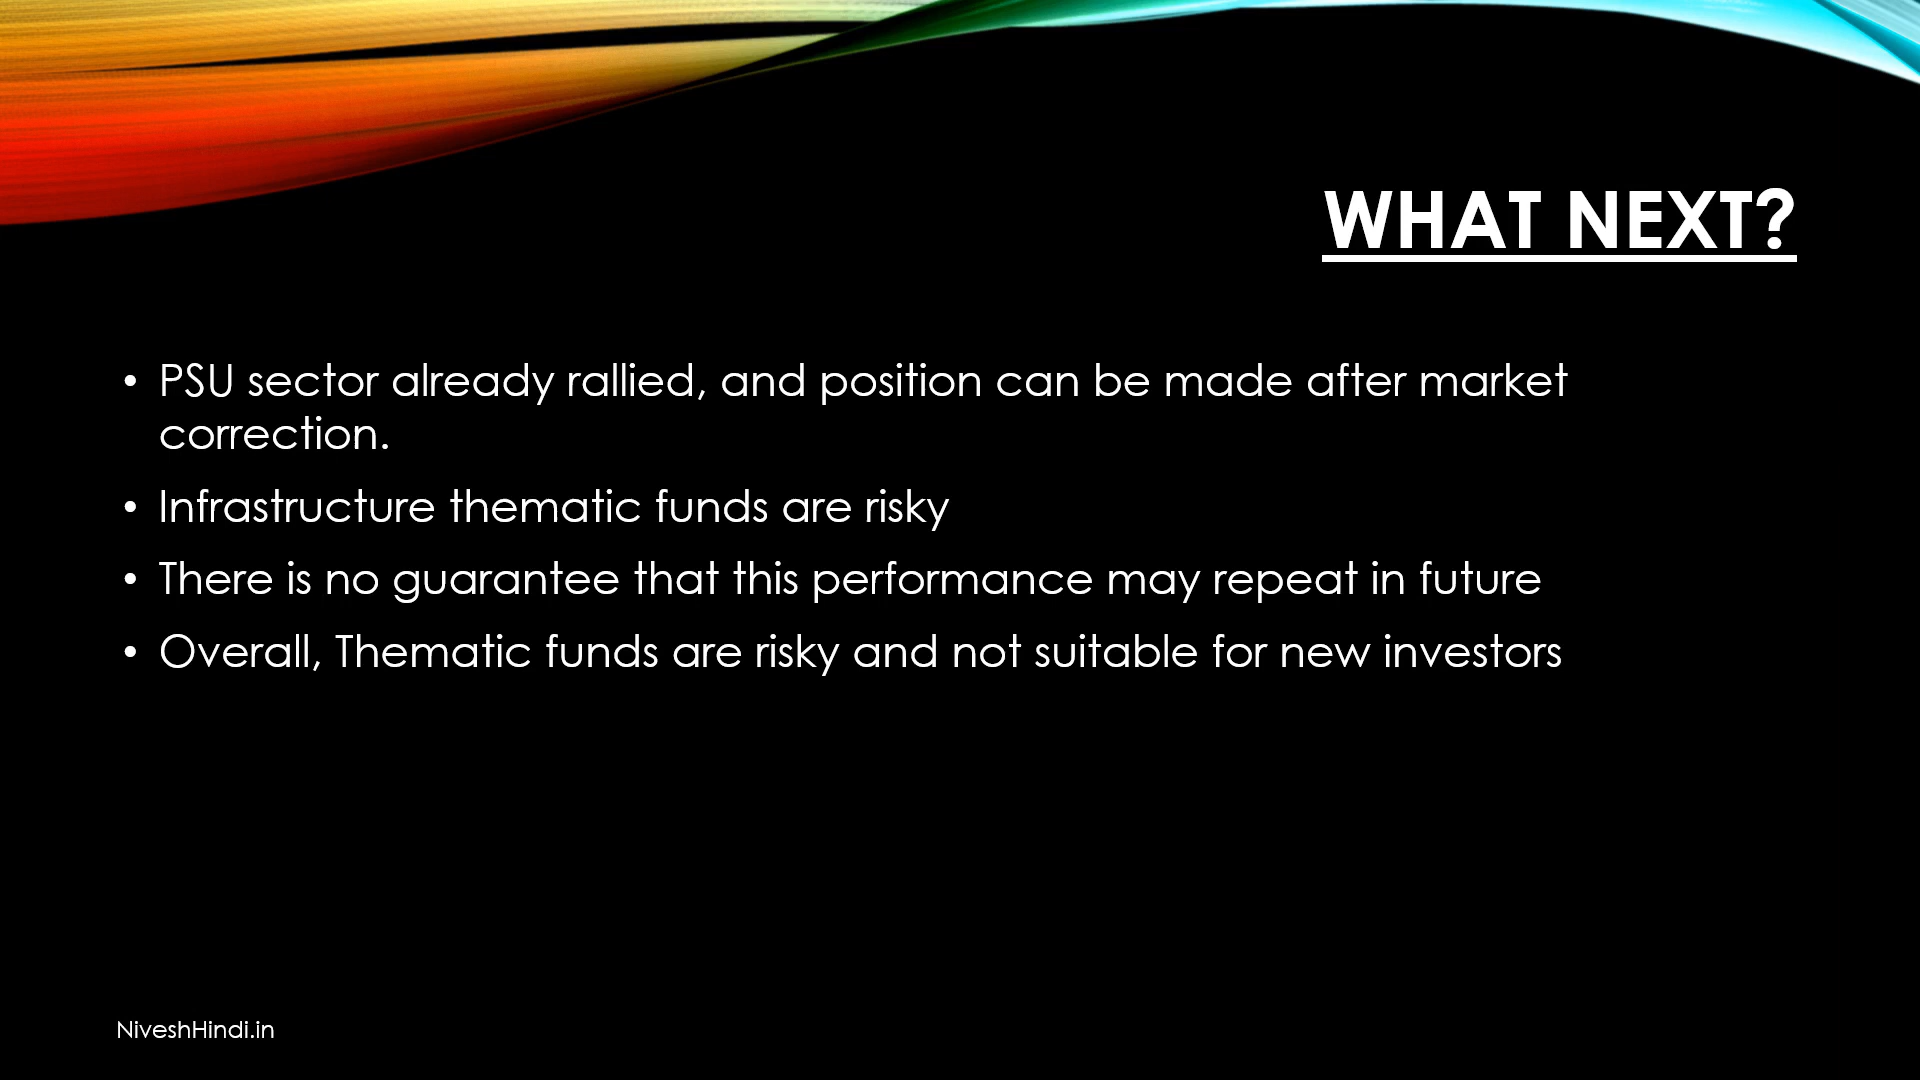 WHAT NEXT?
• PSU sector already rallied, and position can be made after market
correction.
• Infrastructure thematic funds are risky
• There is no guarantee that this performance may repeat in future
• Overall, Thematic funds are risky and not suitable for new investors
NiveshHindi.in